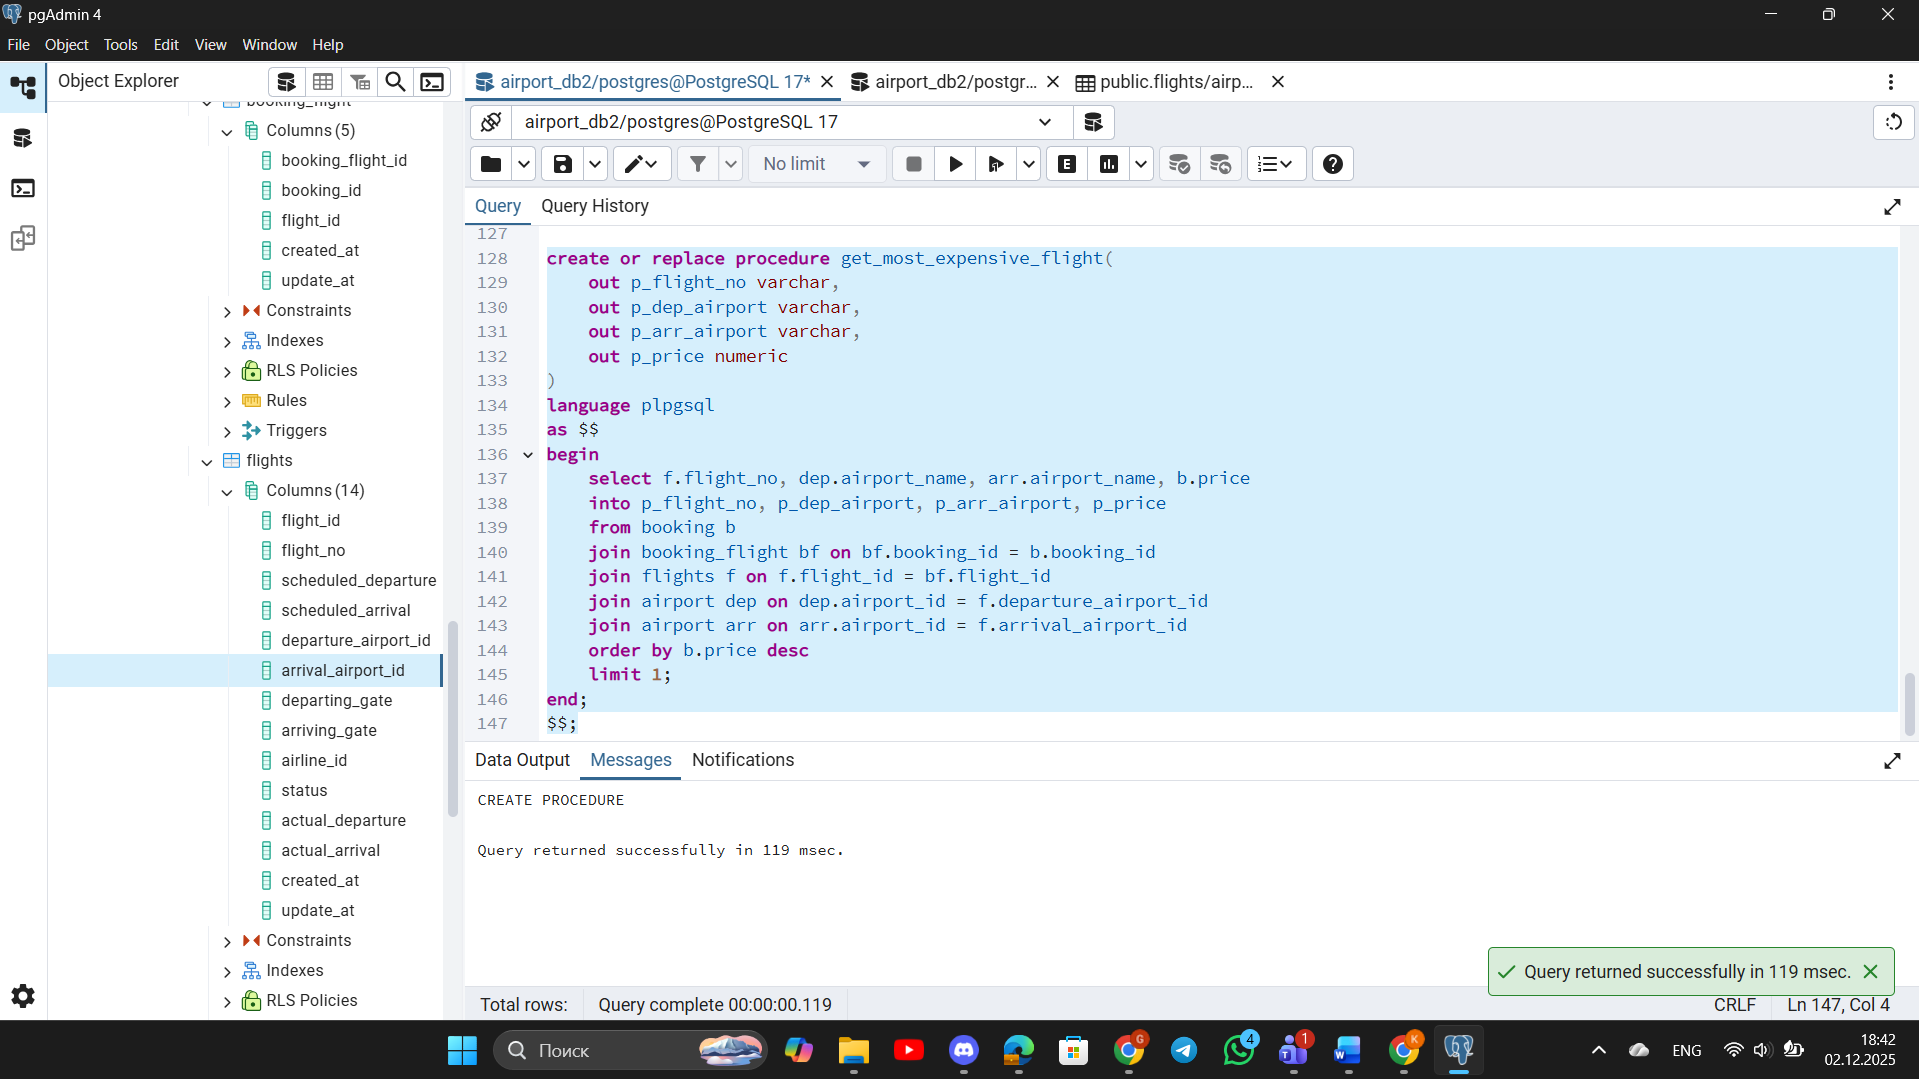 pgAdmin 4
File Object Tools Edit View Window Help
Object Explorer
booking_flight
Columns (5)
booking_flight_id
booking_id
flight_id
created_at
update_at
Constraints
Indexes
RLS Policies
Rules
Triggers
flights
Columns (14)
flight_id
flight_no
scheduled_departure
scheduled_arrival
departure_airport_id
arrival_airport_id
departing_gate
arriving_gate
airline_id
status
actual_departure
actual_arrival
created_at
update_at
Constraints
Indexes
RLS Policies
airport_db2/postgres@PostgreSQL 17* airport_db2/postgr... public.flights/airp...
airport_db2/postgres@PostgreSQL 17
No limit
E
Query Query History
127
128 create or replace procedure get_most_expensive_flight(
129 out p_flight_no varchar,
130 out p_dep_airport varchar,
131 out p_arr_airport varchar,
132 out p_price numeric
133 )
134 language plpgsql
135 as $$
136 begin
137 select f.flight_no, dep.airport_name, arr.airport_name, b.price
138 into p_flight_no, p_dep_airport, p_arr_airport, p_price
139 from booking b
140 join booking_flight bf on bf.booking_id = b.booking_id
141 join flights f on f.flight_id = bf.flight_id
142 join airport dep on dep.airport_id = f.departure_airport_id
143 join airport arr on arr.airport_id = f.arrival_airport_id
144 order by b.price desc
145 limit 1;
146 end;
147 $$;
Data Output Messages Notifications
CREATE PROCEDURE
Query returned successfully in 119 msec.
Query returned successfully in 119 msec.
Total rows: Query complete 00:00:00.119 CRLF Ln 147, Col 4
Поиск
G
4
1
K
ENG
18:42
02.12.2025